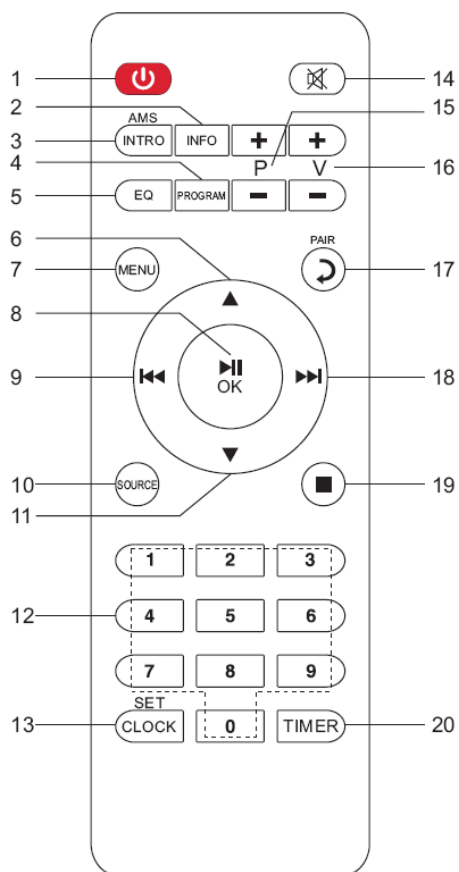 1 14
2 15
AMS
3 INTRO INFO + +
4 P V 16
5 EQ PROGRAM - -
6 PAIR
7 MENU 17
8
9 OK 18
10 SOURCE 19
11
1 2 3
12 4 5 6
7 8 9
SET
13 CLOCK 0 TIMER 20